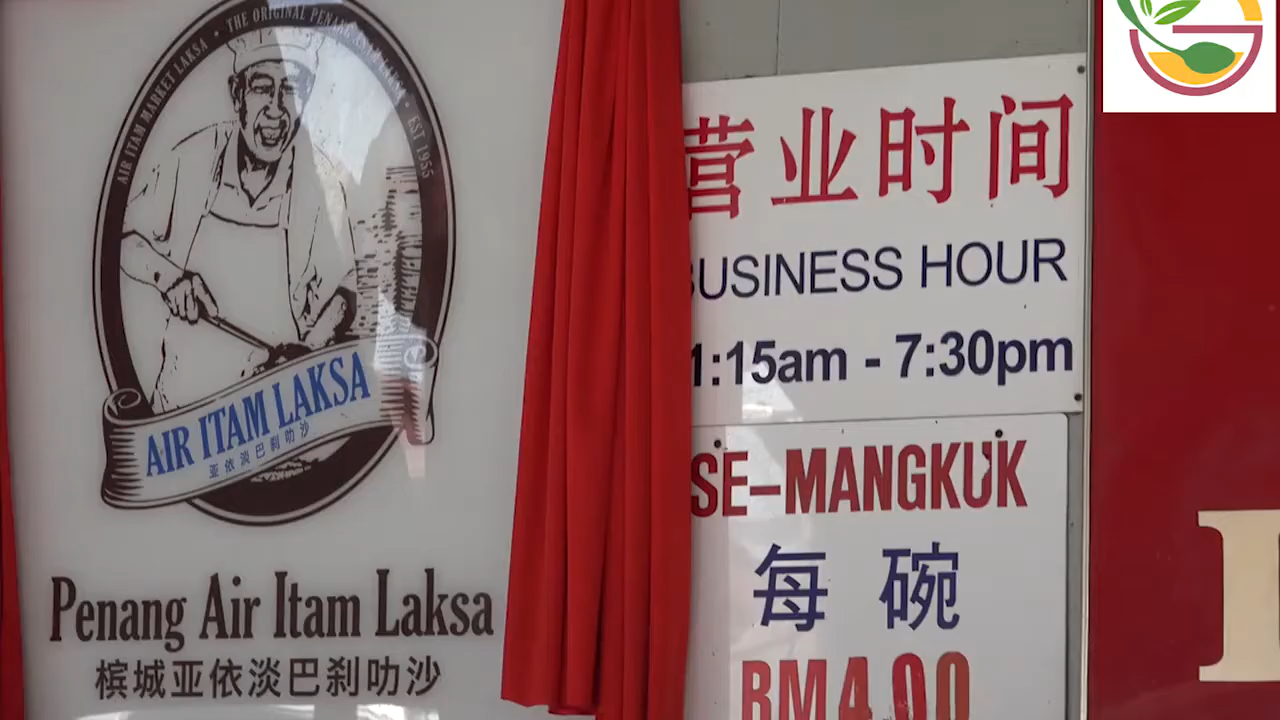 AIR ITAM MARKET LAKSA • THE ORIGINAL PENANG • EST 1955
AIR ITAM LAKSA
亚依淡巴刹叻沙
Penang Air Itam Laksa
槟城亚依淡巴刹叻沙
营业时间
BUSINESS HOUR
1:15am - 7:30pm
SE-MANGKUK
每碗
RM4.00